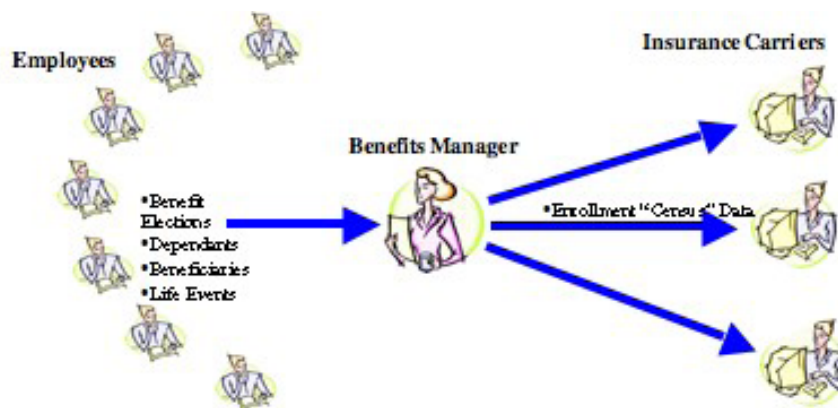 Employees
Insurance Carriers
Benefits Manager
•Benefit
Elections
•Dependants
•Beneficiaries
•Life Events
•Enrollment "Census" Data